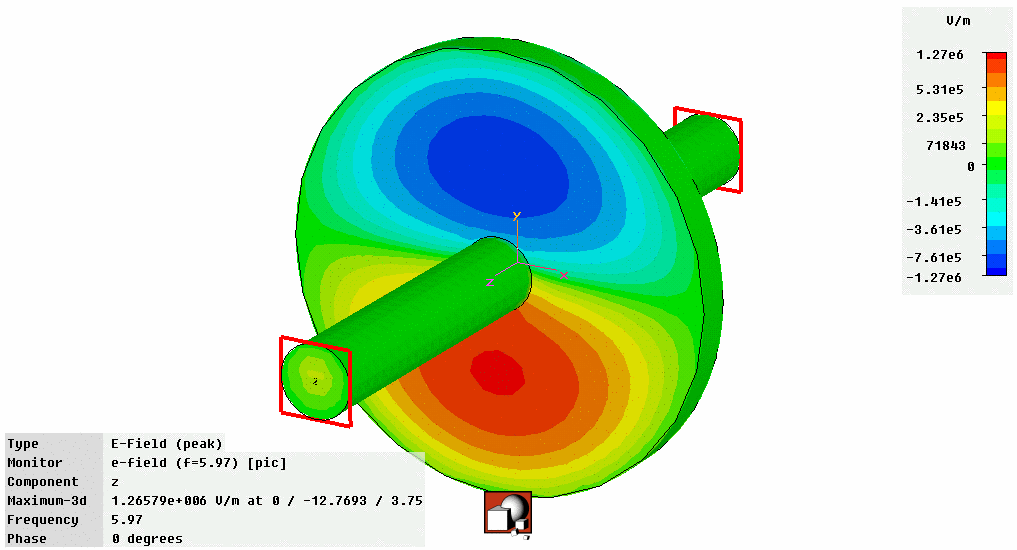 V/m
1.27e6
5.31e5
2.35e5
71843
0
-1.41e5
-3.61e5
-7.61e5
-1.27e6
y
x
z
z
Type E-Field (peak)
Monitor e-field (f=5.97) [pic]
Component z
Maximum-3d 1.26579e+006 V/m at 0 / -12.7693 / 3.75
Frequency 5.97
Phase 0 degrees